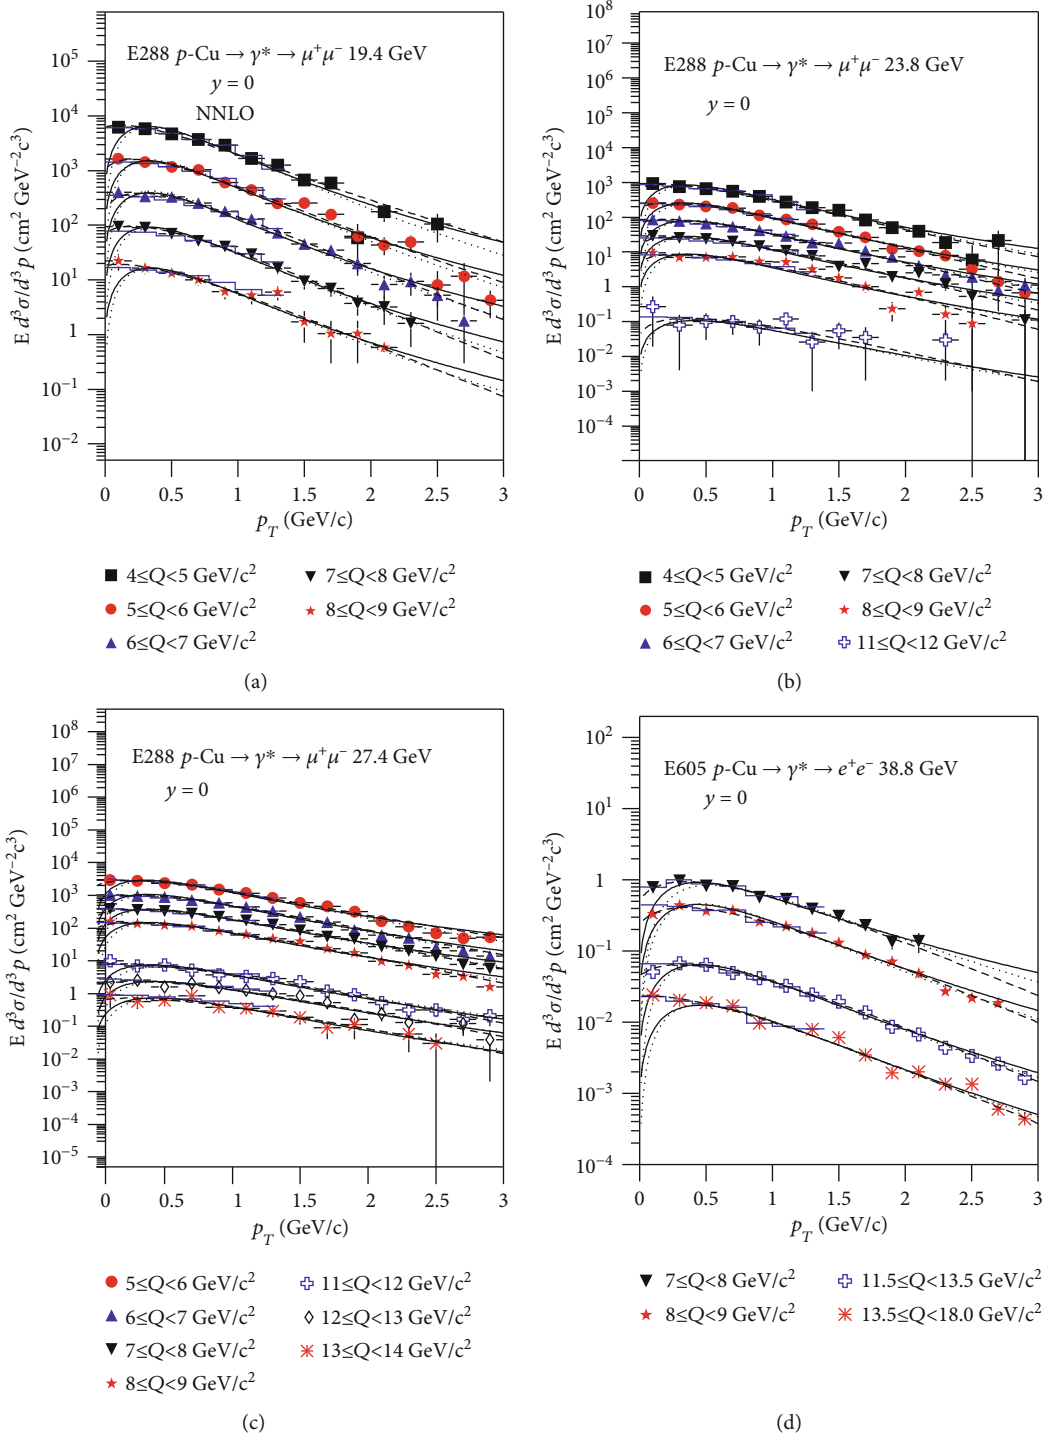 E288 p-Cu → γ* → μ⁺μ⁻ 19.4 GeV
y = 0
NNLO
E d³σ/d³p (cm² GeV⁻²c³)
10⁵
10⁴
10³
10²
10
1
10⁻¹
10⁻²
0 0.5 1 1.5 2 2.5 3
p_T (GeV/c)
4≤Q<5 GeV/c² 7≤Q<8 GeV/c²
5≤Q<6 GeV/c² 8≤Q<9 GeV/c²
6≤Q<7 GeV/c²
(a)
E288 p-Cu → γ* → μ⁺μ⁻ 23.8 GeV
y = 0
E d³σ/d³p (cm² GeV⁻²c³)
10⁸
10⁷
10⁶
10⁵
10⁴
10³
10²
10
1
10⁻¹
10⁻²
10⁻³
10⁻⁴
0 0.5 1 1.5 2 2.5 3
p_T (GeV/c)
4≤Q<5 GeV/c² 7≤Q<8 GeV/c²
5≤Q<6 GeV/c² 8≤Q<9 GeV/c²
6≤Q<7 GeV/c² 11≤Q<12 GeV/c²
(b)
E288 p-Cu → γ* → μ⁺μ⁻ 27.4 GeV
y = 0
E d³σ/d³p (cm² GeV⁻²c³)
10⁸
10⁷
10⁶
10⁵
10⁴
10³
10²
10
1
10⁻¹
10⁻²
10⁻³
10⁻⁴
10⁻⁵
0 0.5 1 1.5 2 2.5 3
p_T (GeV/c)
5≤Q<6 GeV/c² 11≤Q<12 GeV/c²
6≤Q<7 GeV/c² 12≤Q<13 GeV/c²
7≤Q<8 GeV/c² 13≤Q<14 GeV/c²
8≤Q<9 GeV/c²
(c)
E605 p-Cu → γ* → e⁺e⁻ 38.8 GeV
y = 0
E d³σ/d³p (cm² GeV⁻²c³)
10²
10
1
10⁻¹
10⁻²
10⁻³
10⁻⁴
0 0.5 1 1.5 2 2.5 3
p_T (GeV/c)
7≤Q<8 GeV/c² 11.5≤Q<13.5 GeV/c²
8≤Q<9 GeV/c² 13.5≤Q<18.0 GeV/c²
(d)